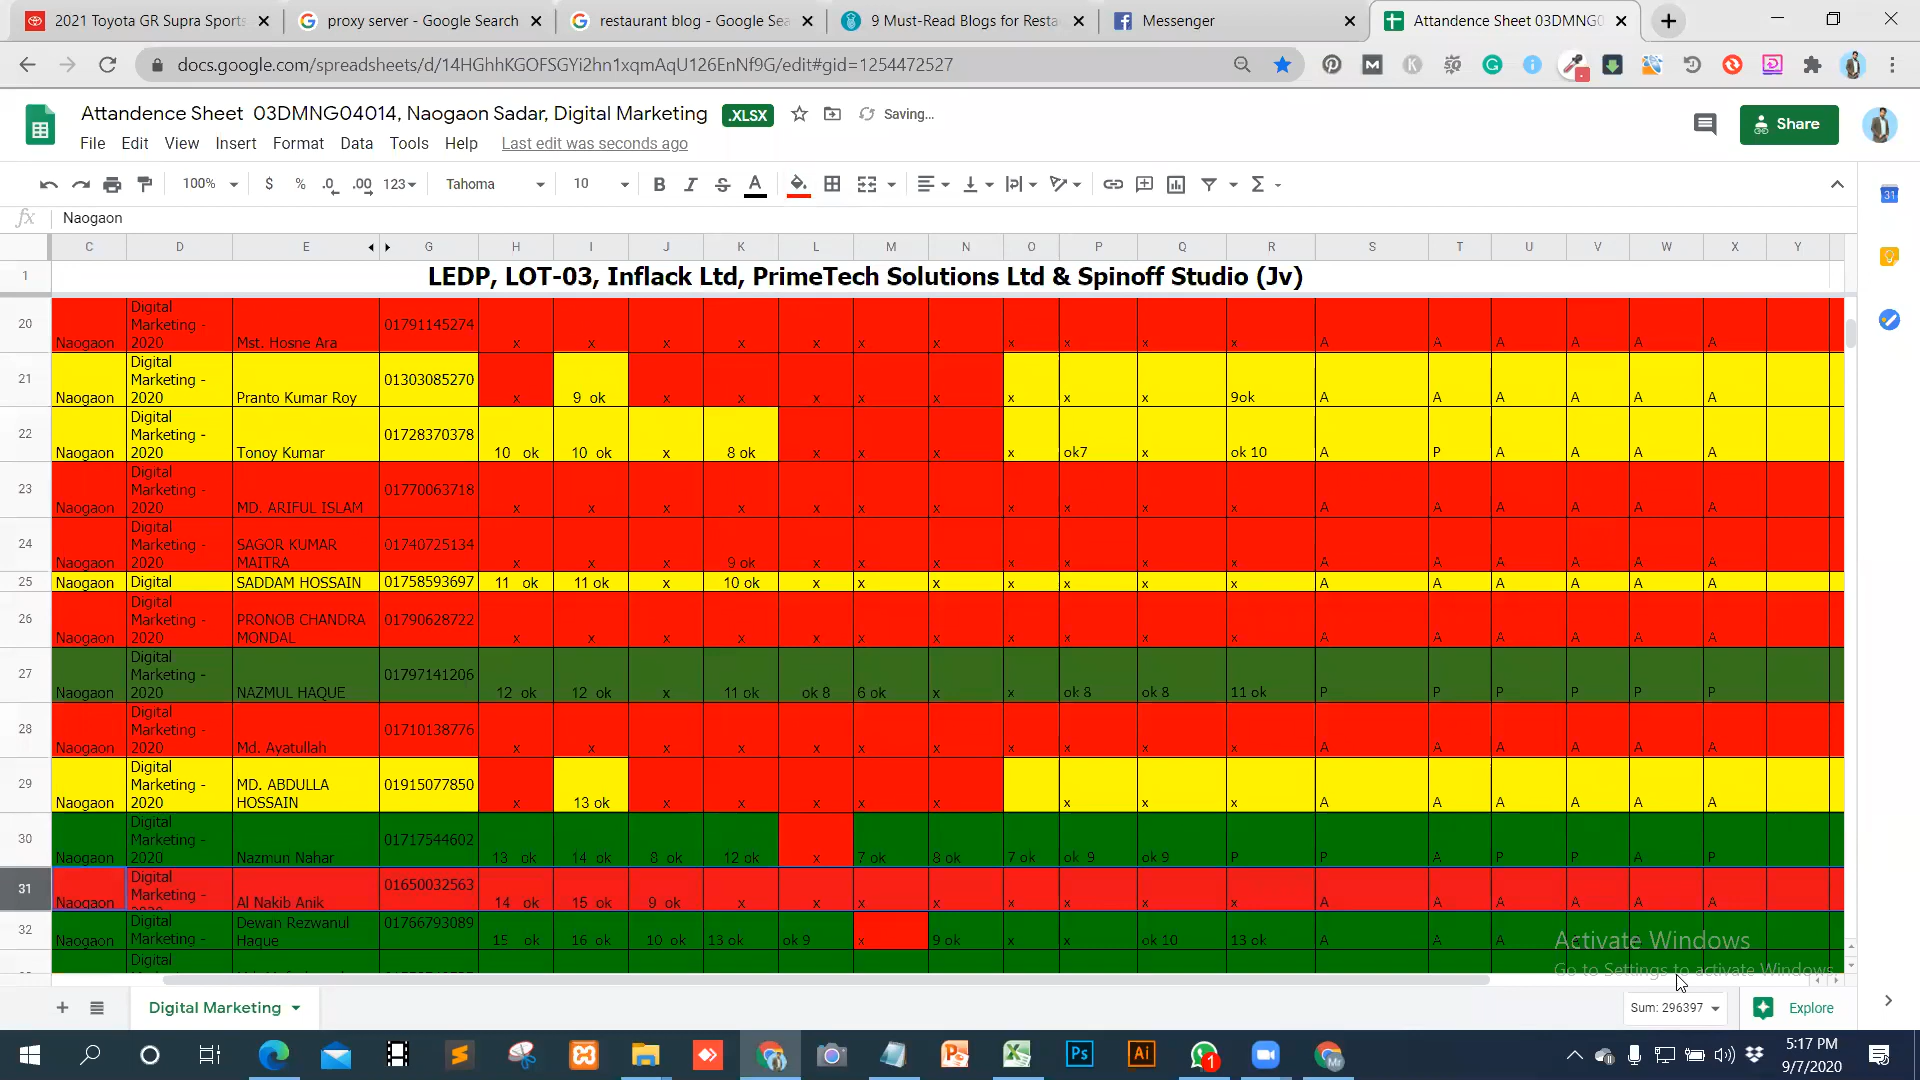 2021 Toyota GR Supra Sports
proxy server - Google Search
restaurant blog - Google Sea
9 Must-Read Blogs for Resta
Messenger
Attandence Sheet 03DMNG0
docs.google.com/spreadsheets/d/14HGhhKGOFSGYi2hn1xqmAqU126EnNf9G/edit#gid=1254472527
Attandence Sheet 03DMNG04014, Naogaon Sadar, Digital Marketing .XLSX Saving...
Share
File Edit View Insert Format Data Tools Help Last edit was seconds ago
100% $ % .0 .00 123 Tahoma 10 B I S A Σ
fx Naogaon
C D E G H I J K L M N O P Q R S T U V W X Y
1 LEDP, LOT-03, Inflack Ltd, PrimeTech Solutions Ltd & Spinoff Studio (Jv)
20 Naogaon Digital Marketing - 2020 Mst. Hosne Ara 01791145274 x x x x x x x x x x x A A A A A A
21 Naogaon Digital Marketing - 2020 Pranto Kumar Roy 01303085270 x 9 ok x x x x x x x x 9ok A A A A A A
22 Naogaon Digital Marketing - 2020 Tonoy Kumar 01728370378 10 ok 10 ok x 8 ok x x x x ok7 x ok 10 A P A A A A
23 Naogaon Digital Marketing - 2020 MD. ARIFUL ISLAM 01770063718 x x x x x x x x x x x A A A A A A
24 Naogaon Digital Marketing - 2020 SAGOR KUMAR MAITRA 01740725134 x x x 9 ok x x x x x x x A A A A A A
25 Naogaon Digital SADDAM HOSSAIN 01758593697 11 ok 11 ok x 10 ok x x x x x x x A A A A A A
26 Naogaon Digital Marketing - 2020 PRONOB CHANDRA MONDAL 01790628722 x x x x x x x x x x x A A A A A A
27 Naogaon Digital Marketing - 2020 NAZMUL HAQUE 01797141206 12 ok 12 ok x 11 ok ok 8 6 ok x x ok 8 ok 8 11 ok P P P P P P
28 Naogaon Digital Marketing - 2020 Md. Ayatullah 01710138776 x x x x x x x x x x x A A A A A A
29 Naogaon Digital Marketing - 2020 MD. ABDULLA HOSSAIN 01915077850 x 13 ok x x x x x x x x A A A A A A
30 Naogaon Digital Marketing - 2020 Nazmun Nahar 01717544602 13 ok 14 ok 8 ok 12 ok x 7 ok 8 ok 7 ok ok 9 ok 9 P P A P P A P
31 Naogaon Digital Marketing - 2020 Al Nakib Anik 01650032563 14 ok 15 ok 9 ok x x x x x x x x A A A A A A
32 Naogaon Digital Marketing - Dewan Rezwanul Haque 01766793089 15 ok 16 ok 10 ok 13 ok ok 9 x 9 ok x x ok 10 13 ok A A A A A
Digital
Activate Windows
Go to Settings to activate Windows.
Digital Marketing
Sum: 296397
Explore
5:17 PM
9/7/2020